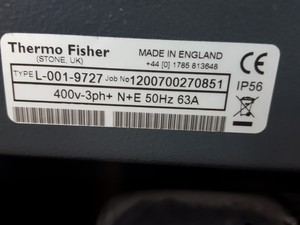 Thermo Fisher
(STONE, UK)
MADE IN ENGLAND
+44 [0] 1785 813648
TYPE L-001-9727 Job No 1200700270851
400v-3ph+ N+E 50Hz 63A
CE
IP56